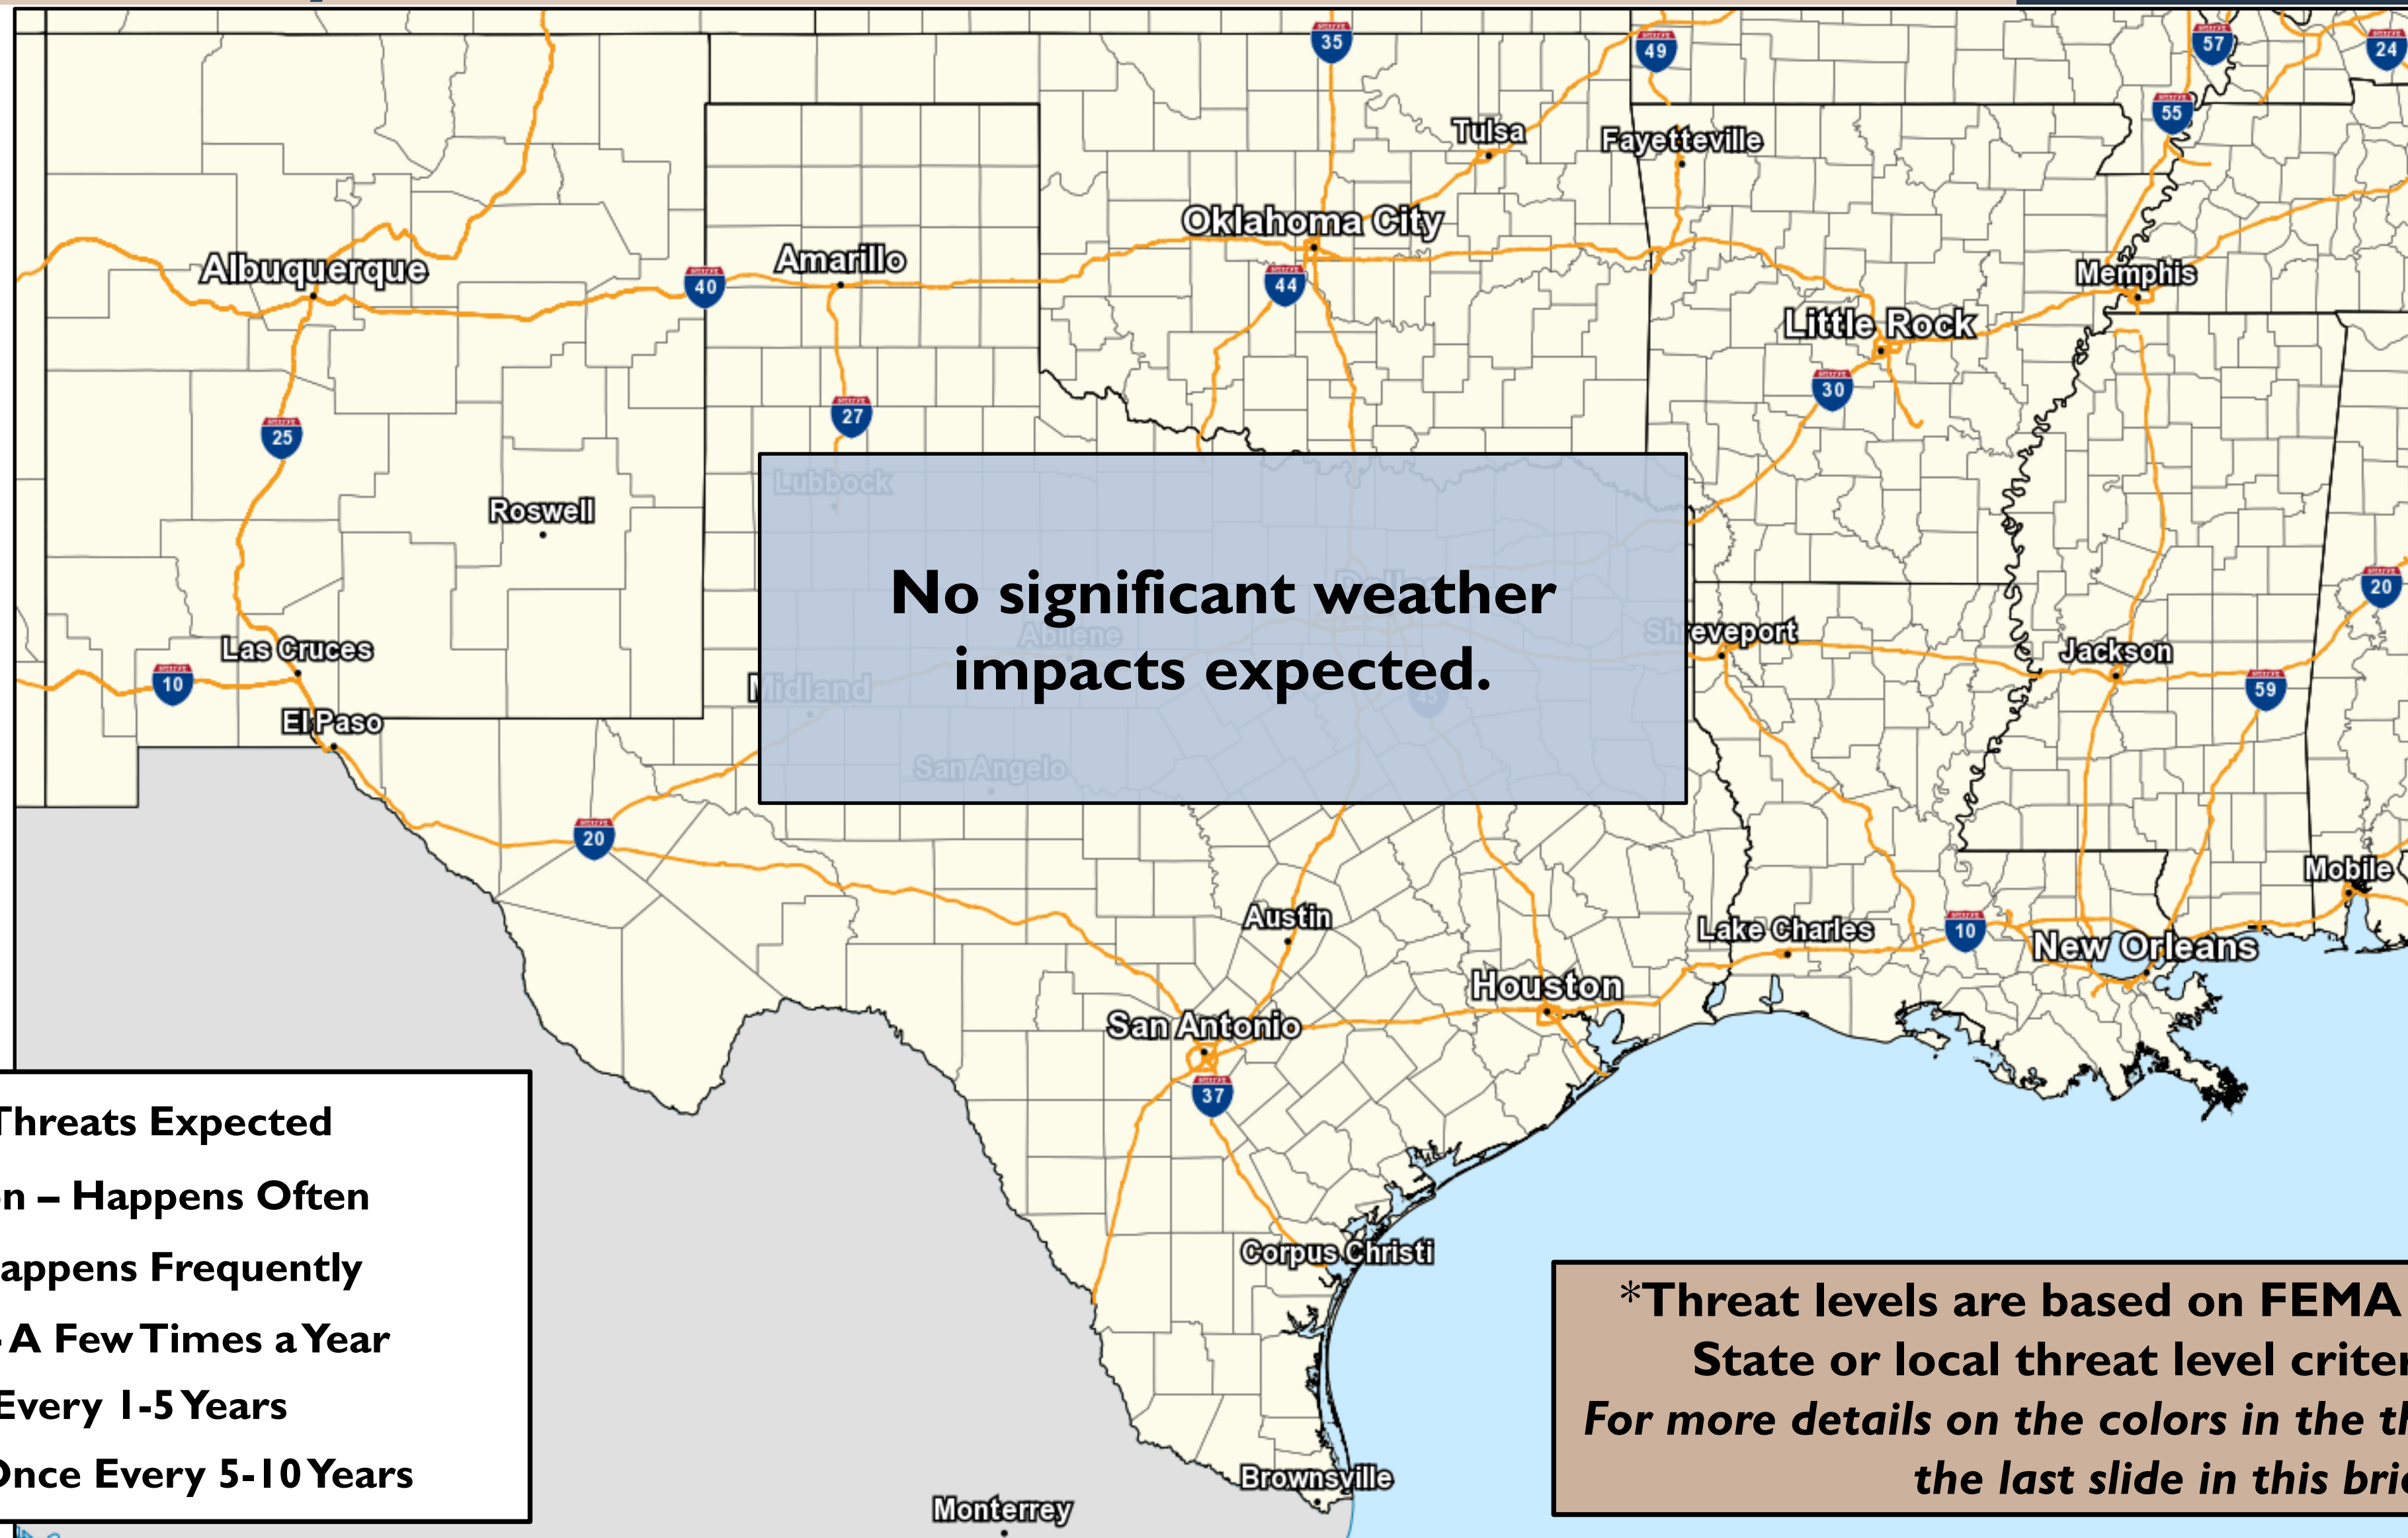 35
49
57
24
55
Tulsa
Fayetteville
Oklahoma City
Albuquerque
Amarillo
40
44
Memphis
Little Rock
30
27
25
Lubbock
Roswell
No significant weather
impacts expected.
Dallas
20
Abilene
Shreveport
Las Cruces
Jackson
10
Midland
45
59
El Paso
San Angelo
20
Mobile
Austin
Lake Charles
10
New Orleans
Houston
San Antonio
37
Corpus Christi
Brownsville
Monterrey
Threats Expected
n – Happens Often
appens Frequently
- A Few Times a Year
Every 1-5 Years
Once Every 5-10 Years
*Threat levels are based on FEMA
State or local threat level criter
For more details on the colors in the th
the last slide in this brie